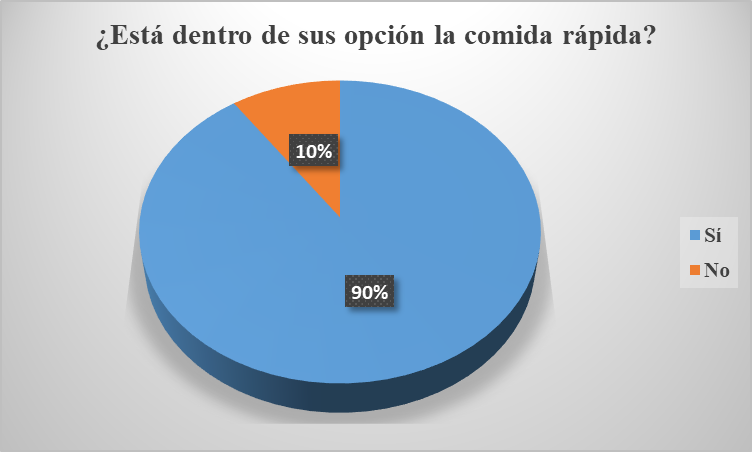 ¿Está dentro de sus opción la comida rápida?
10%
90%
Sí
No